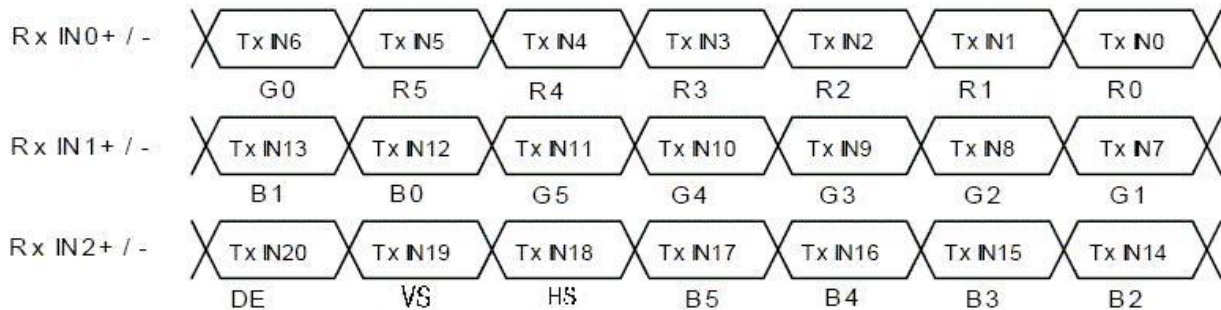 Rx IN0+ / - Tx IN6 Tx IN5 Tx IN4 Tx IN3 Tx IN2 Tx IN1 Tx IN0
G0 R5 R4 R3 R2 R1 R0
Rx IN1+ / - Tx IN13 Tx IN12 Tx IN11 Tx IN10 Tx IN9 Tx IN8 Tx IN7
B1 B0 G5 G4 G3 G2 G1
Rx IN2+ / - Tx IN20 Tx IN19 Tx IN18 Tx IN17 Tx IN16 Tx IN15 Tx IN14
DE VS HS B5 B4 B3 B2